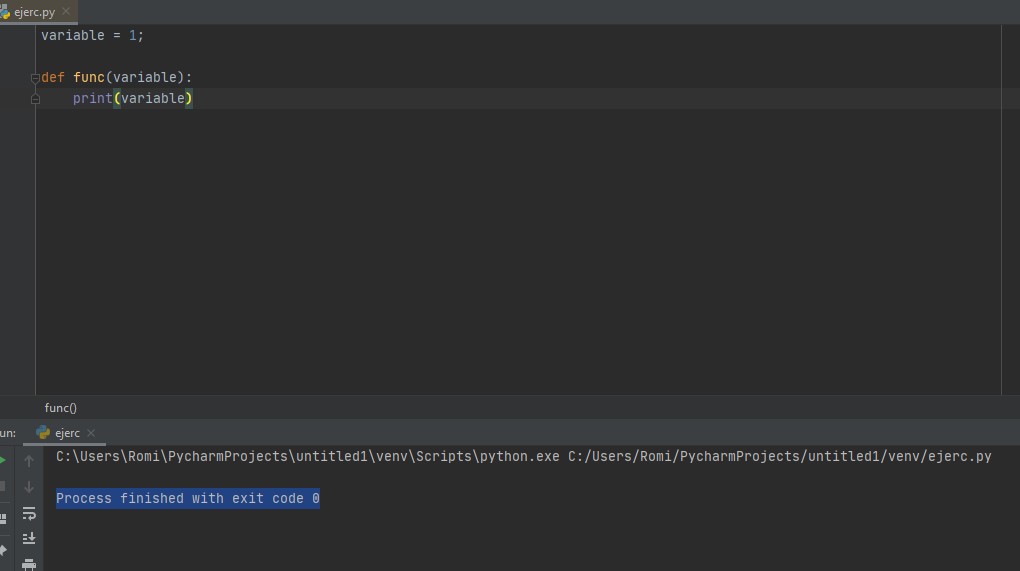 ejerc.py
variable = 1;
def func(variable):
    print(variable)
func()
un:
ejerc
C:\Users\Romi\PycharmProjects\untitled1\venv\Scripts\python.exe C:/Users/Romi/PycharmProjects/untitled1/venv/ejerc.py
Process finished with exit code 0